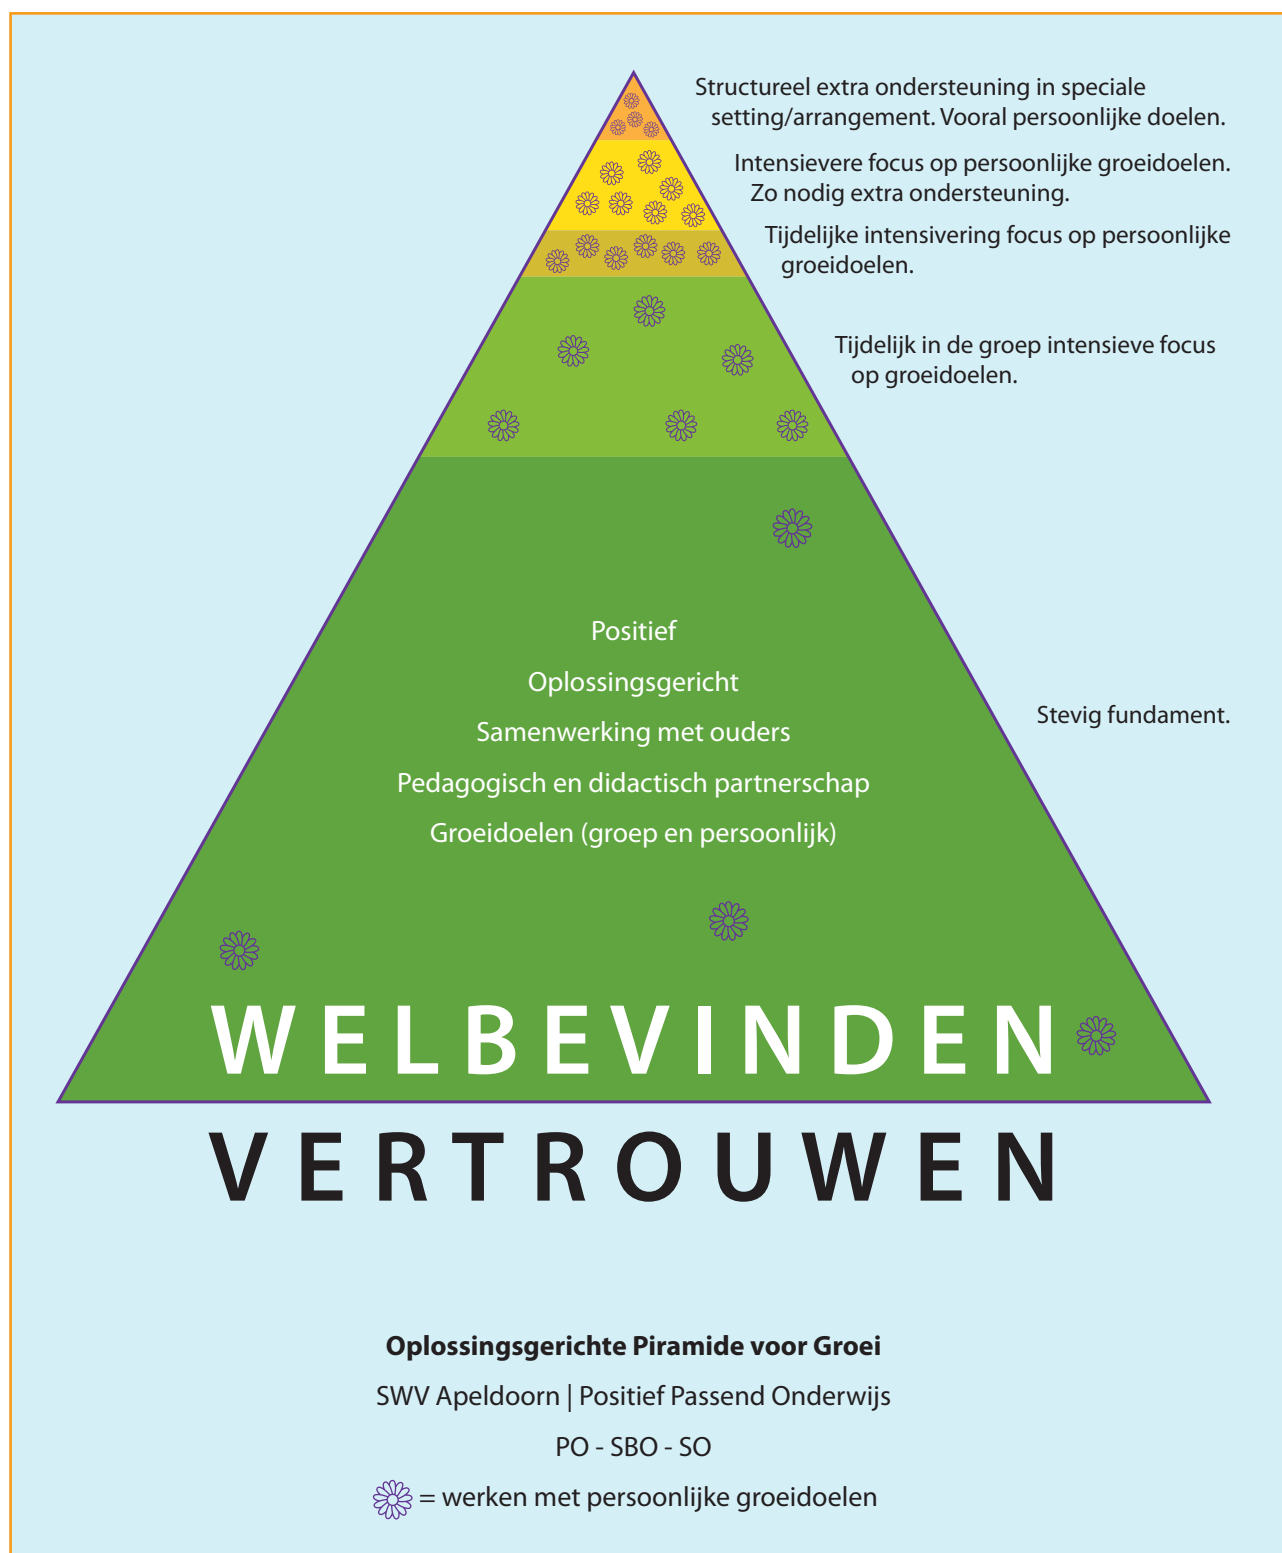 Structureel extra ondersteuning in speciale
setting/arrangement. Vooral persoonlijke doelen.
Intensievere focus op persoonlijke groeidoelen.
Zo nodig extra ondersteuning.
Tijdelijke intensivering focus op persoonlijke
groeidoelen.
Tijdelijk in de groep intensieve focus
op groeidoelen.
Positief
Oplossingsgericht
Stevig fundament.
Samenwerking met ouders
Pedagogisch en didactisch partnerschap
Groeidoelen (groep en persoonlijk)
WELBEVINDEN
VERTROUWEN
Oplossingsgerichte Piramide voor Groei
SWV Apeldoorn | Positief Passend Onderwijs
PO - SBO - SO
= werken met persoonlijke groeidoelen